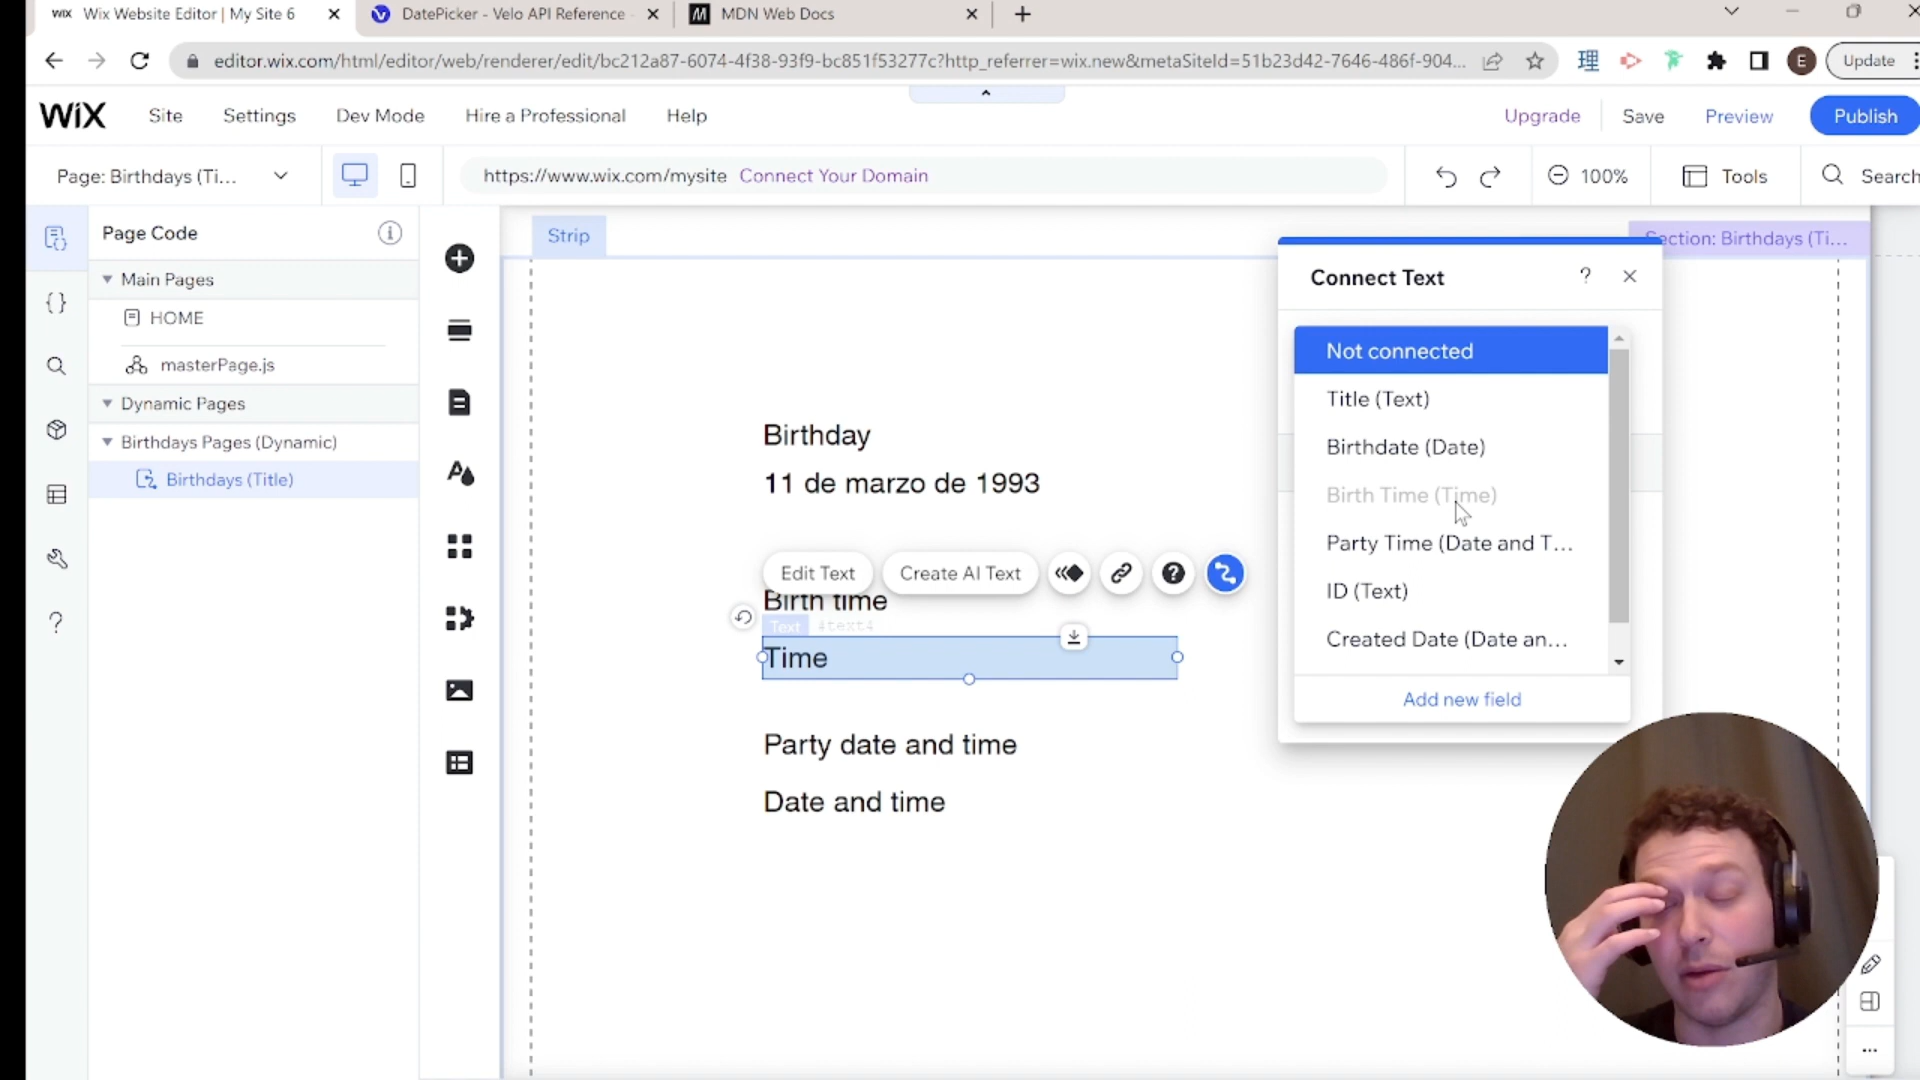 WiX Wix Website Editor | My Site 6
DatePicker - Velo API Reference
MDN Web Docs
editor.wix.com/html/editor/web/renderer/edit/bc212a87-6074-4f38-93f9-bc851f53277c?http_referrer=wix.new&metaSiteId=51b23d42-7646-486f-904...
理
E
Update
WiX
Site
Settings
Dev Mode
Hire a Professional
Help
Upgrade
Save
Preview
Publish
Page: Birthdays (Ti...
https://www.wix.com/mysite Connect Your Domain
100%
Tools
Search
Page Code
Main Pages
HOME
masterPage.js
Dynamic Pages
Birthdays Pages (Dynamic)
Birthdays (Title)
Strip
Section: Birthdays (Ti...
Birthday
11 de marzo de 1993
Edit Text
Create AI Text
Birth time
Text #text4
Time
Party date and time
Date and time
Connect Text
?
Not connected
Title (Text)
Birthdate (Date)
Birth Time (Time)
Party Time (Date and T...
ID (Text)
Created Date (Date an...
Add new field